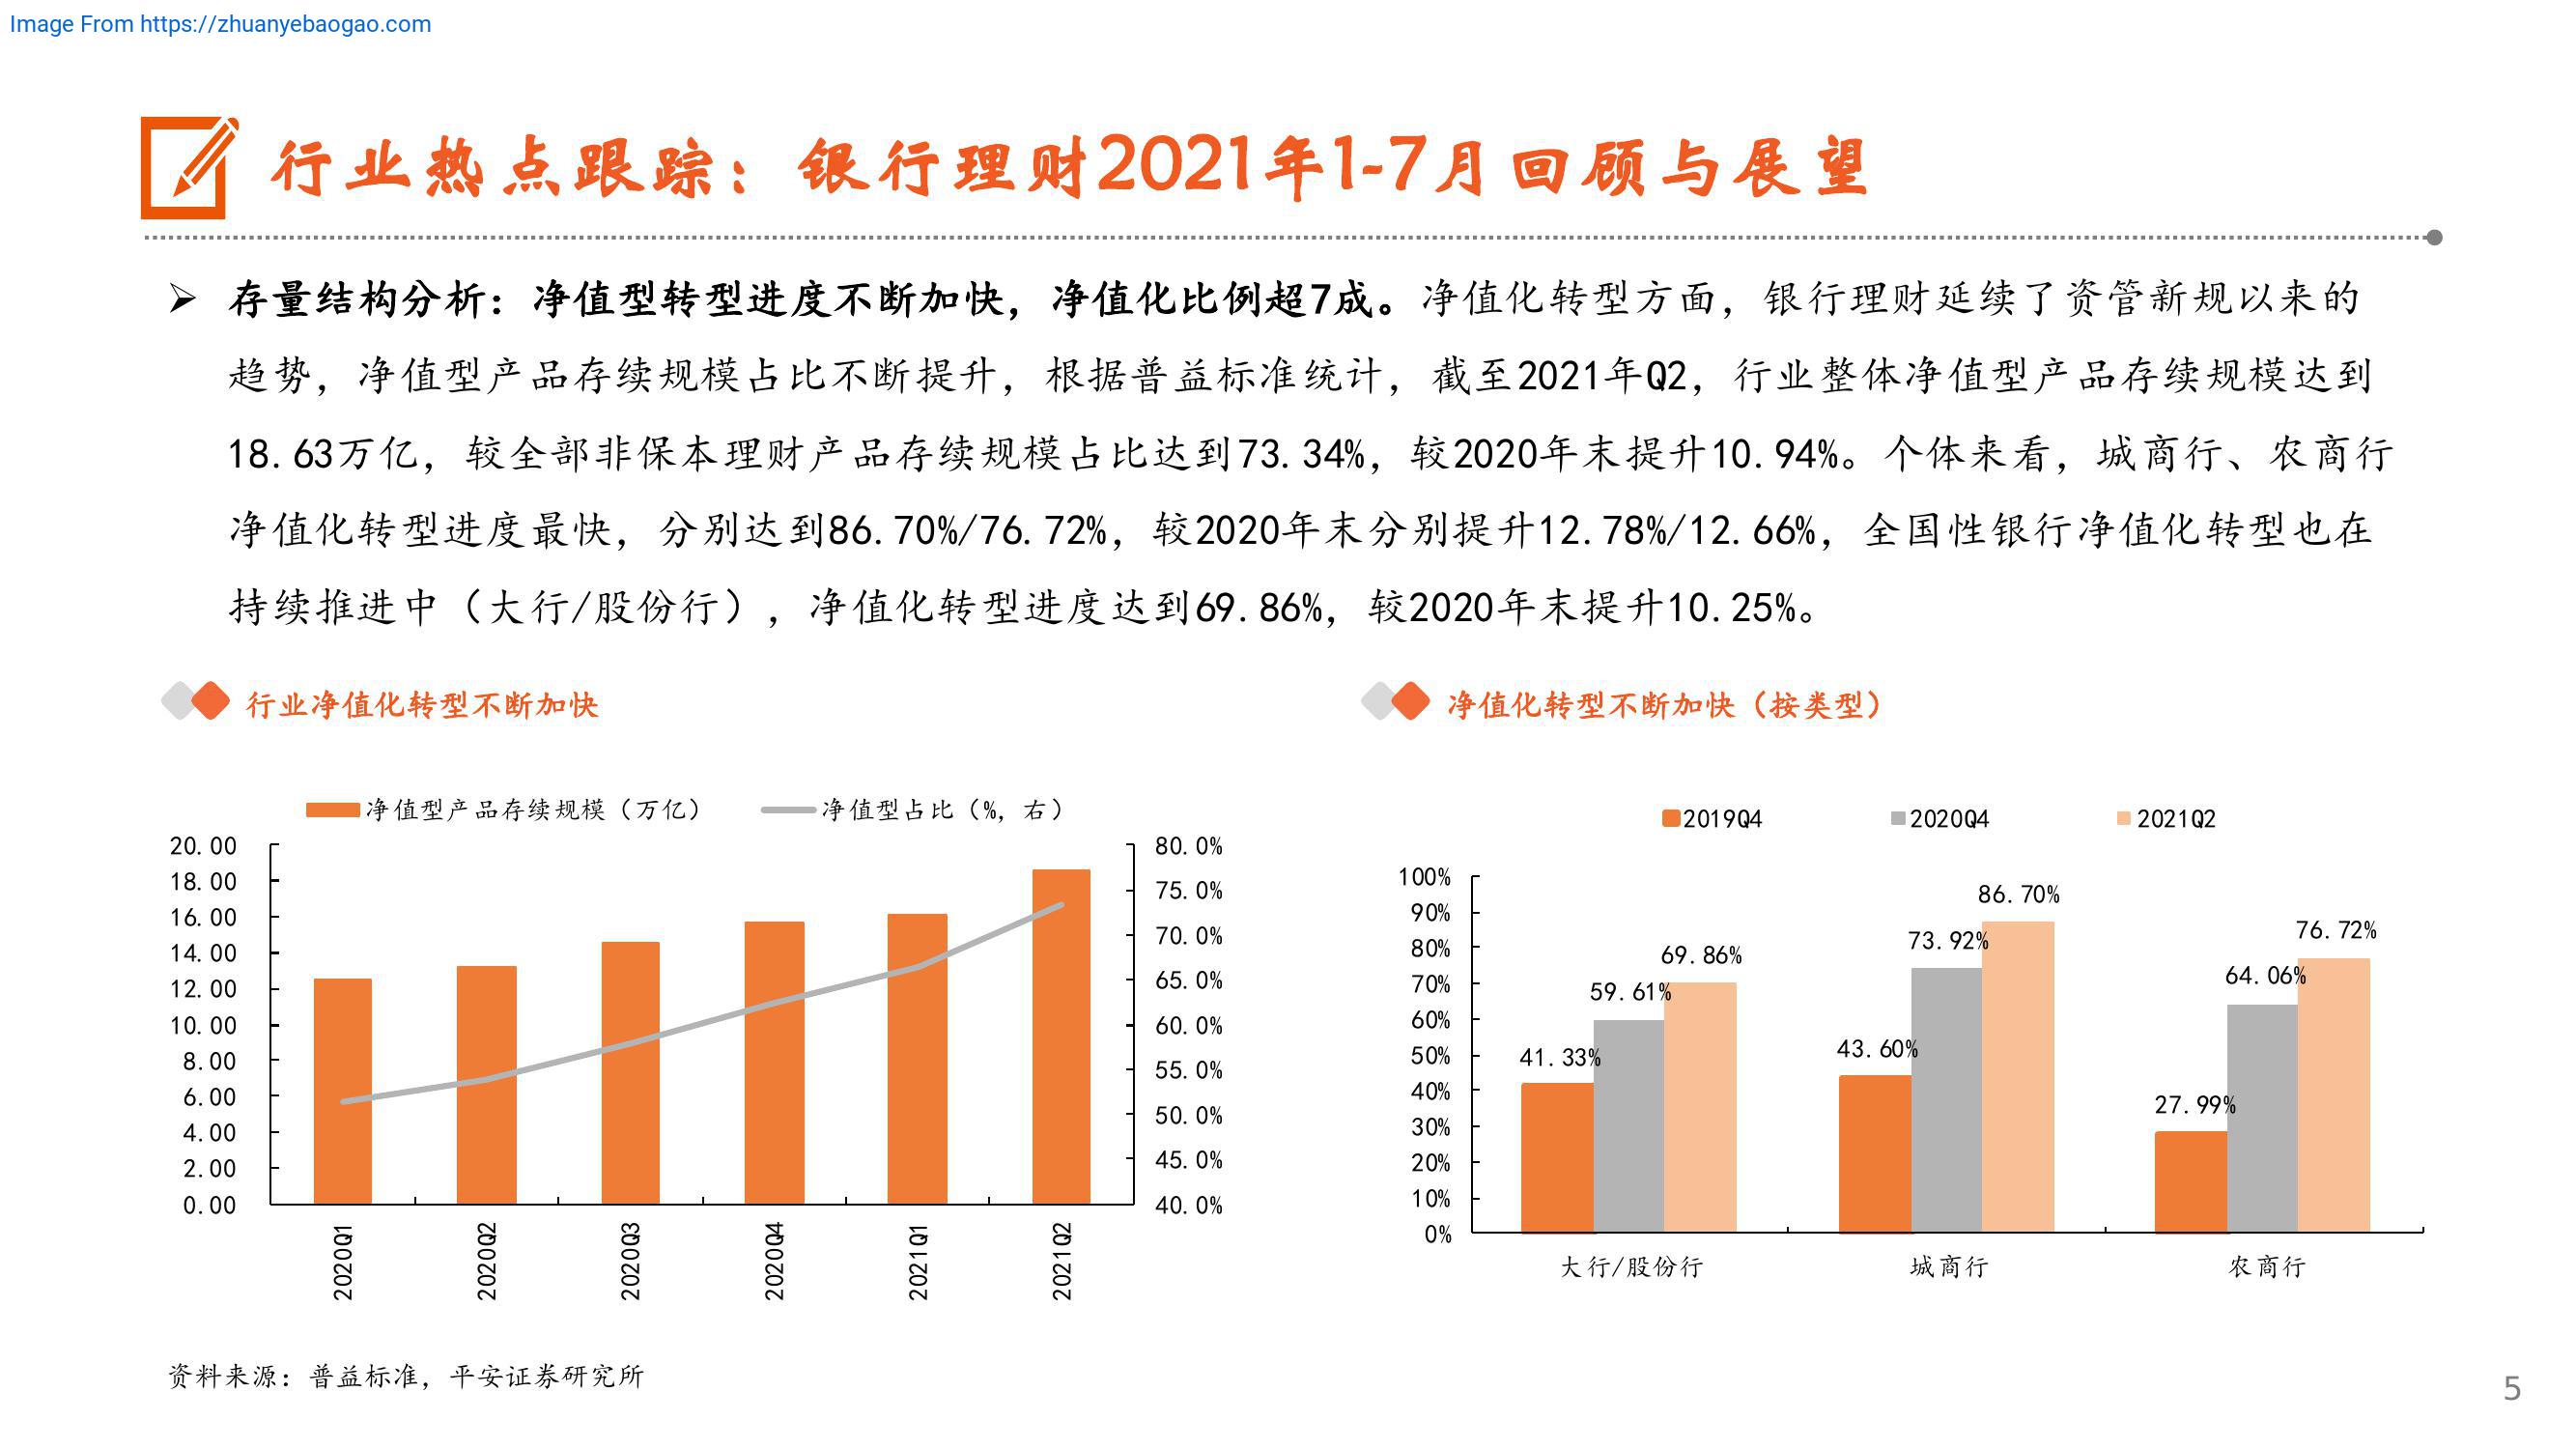 Image From https://zhuanyebaogao.com
行业热点跟踪：银行理财2021年1-7月回顾与展望
➢ 存量结构分析：净值型转型进度不断加快，净值化比例超7成。净值化转型方面，银行理财延续了资管新规以来的
趋势，净值型产品存续规模占比不断提升，根据普益标准统计，截至2021年Q2，行业整体净值型产品存续规模达到
18.63万亿，较全部非保本理财产品存续规模占比达到73.34%，较2020年末提升10.94%。个体来看，城商行、农商行
净值化转型进度最快，分别达到86.70%/76.72%，较2020年末分别提升12.78%/12.66%，全国性银行净值化转型也在
持续推进中（大行/股份行），净值化转型进度达到69.86%，较2020年末提升10.25%。
行业净值化转型不断加快
净值型产品存续规模（万亿） 净值型占比（%，右）
20.00
18.00
16.00
14.00
12.00
10.00
8.00
6.00
4.00
2.00
0.00
80.0%
75.0%
70.0%
65.0%
60.0%
55.0%
50.0%
45.0%
40.0%
2020Q1
2020Q2
2020Q3
2020Q4
2021Q1
2021Q2
净值化转型不断加快（按类型）
2019Q4 2020Q4 2021Q2
100%
90%
80%
70%
60%
50%
40%
30%
20%
10%
0%
41.33%
59.61%
69.86%
43.60%
73.92%
86.70%
27.99%
64.06%
76.72%
大行/股份行
城商行
农商行
资料来源：普益标准，平安证券研究所
5